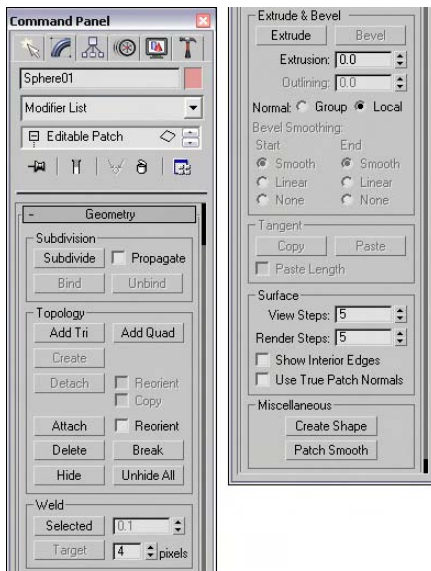 Command Panel
Sphere01
Modifier List
Editable Patch
- Geometry
Subdivision
Subdivide Propagate
Bind Unbind
Topology
Add Tri Add Quad
Create
Detach Reorient
Copy
Attach Reorient
Delete Break
Hide Unhide All
Weld
Selected 0.1
Target 4 pixels
Extrude & Bevel
Extrude Bevel
Extrusion: 0.0
Outlining: 0.0
Normal: Group Local
Bevel Smoothing:
Start End
Smooth Smooth
Linear Linear
None None
Tangent
Copy Paste
Paste Length
Surface
View Steps: 5
Render Steps: 5
Show Interior Edges
Use True Patch Normals
Miscellaneous
Create Shape
Patch Smooth